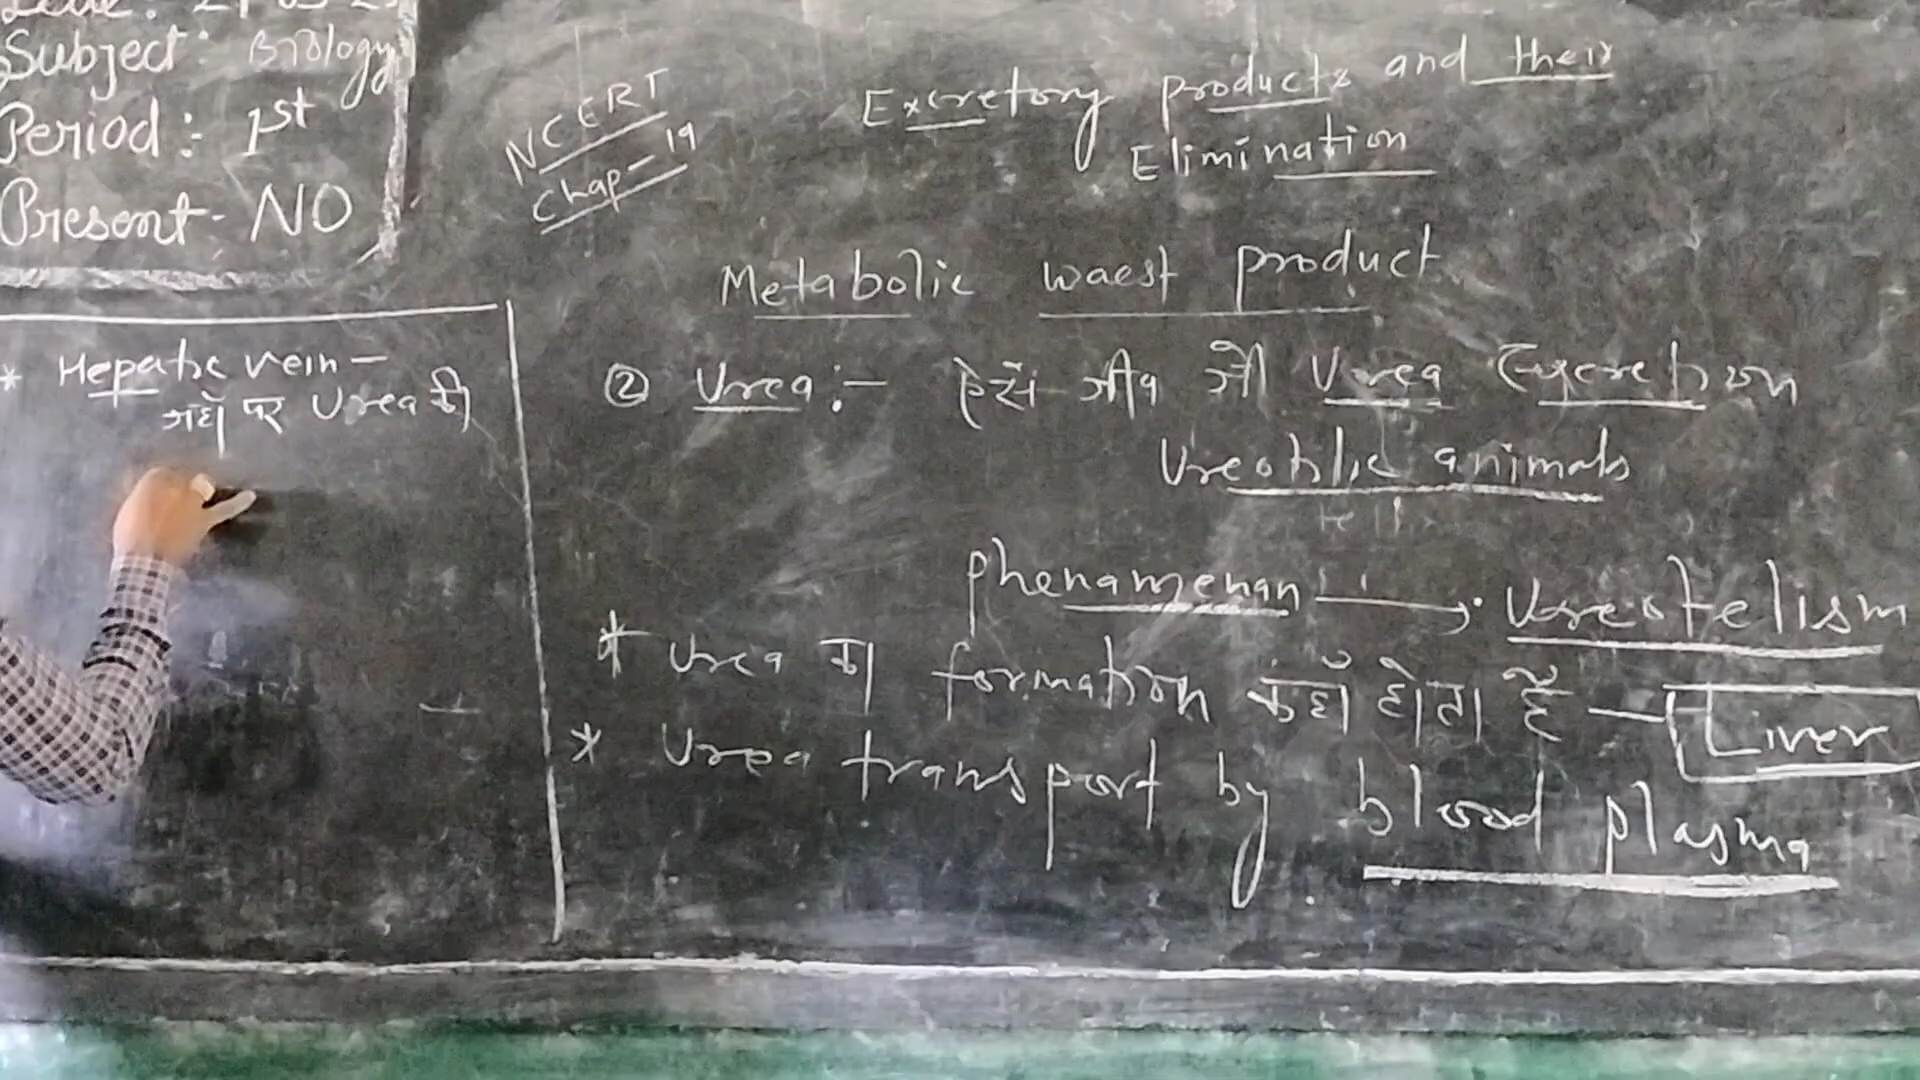 Subject: Biology
Period: 1st
Present- NO
NCERT
Chap-19
Excretory products and their
Elimination
Metabolic waest product
* Hepatic vein-
जहाँ पर Urea की
② Urea:- ऐसे जीव जो Urea Excretion
Ureotilic animals
phenamenan → Ureotelism
* Urea का formation कहाँ होता है - Liver
* Urea transport by blood plasma